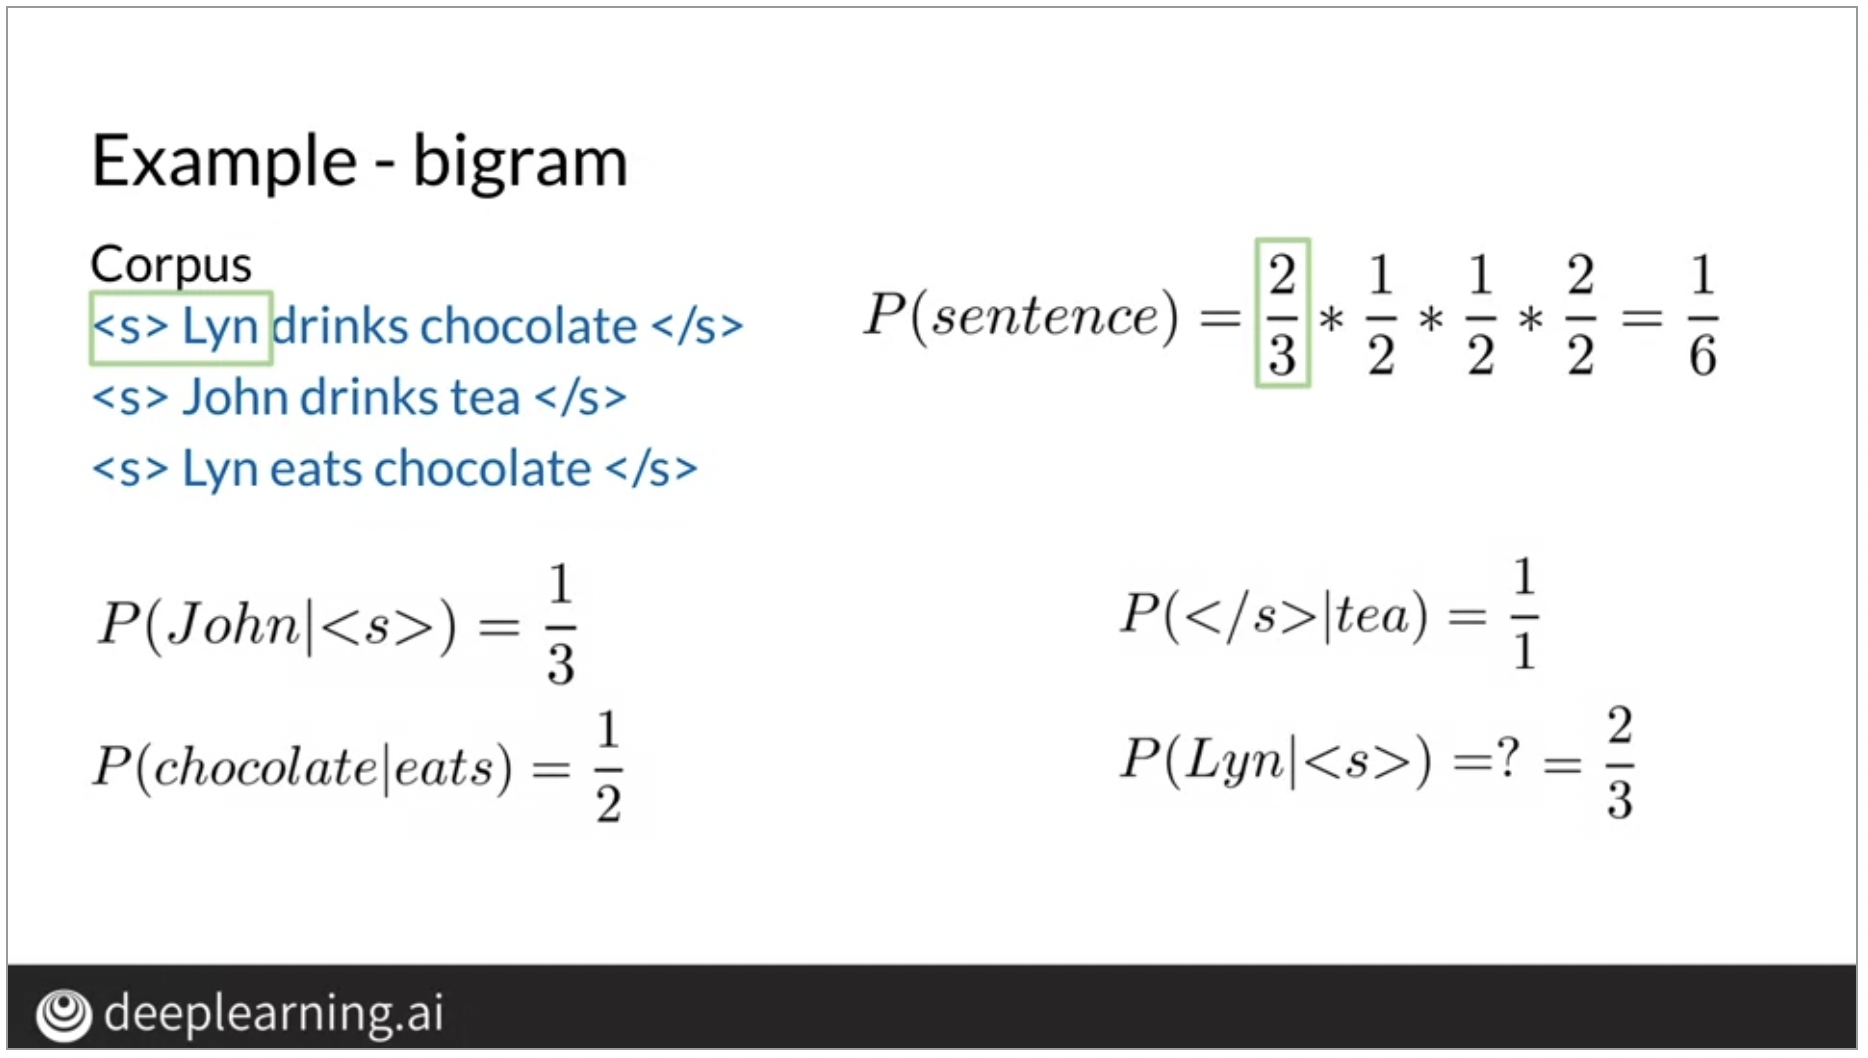 Example - bigram
Corpus
<s> Lyn drinks chocolate </s>
<s> John drinks tea </s>
<s> Lyn eats chocolate </s>
P(sentence) = 2/3 * 1/2 * 1/2 * 2/2 = 1/6
P(John|<s>) = 1/3
P(</s>|tea) = 1/1
P(chocolate|eats) = 1/2
P(Lyn|<s>) =? = 2/3
deeplearning.ai